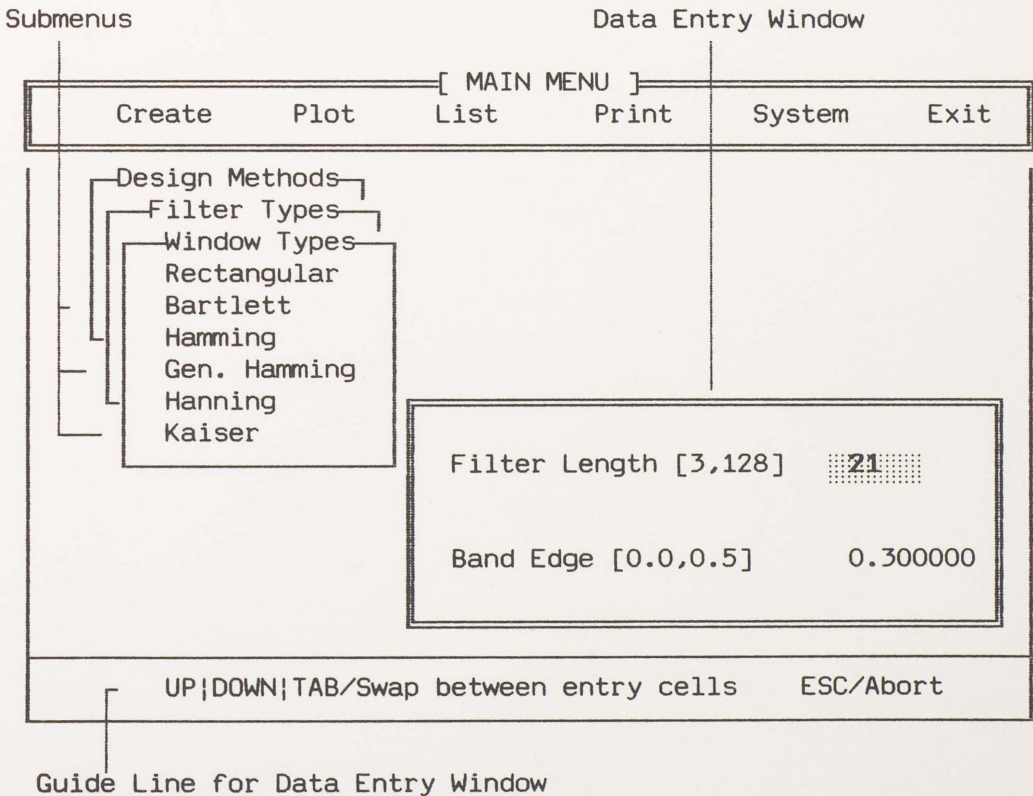 Submenus Data Entry Window
[ MAIN MENU ]
Create Plot List Print System Exit
Design Methods
Filter Types
Window Types
Rectangular
Bartlett
Hamming
Gen. Hamming
Hanning
Kaiser
Filter Length [3,128] 21
Band Edge [0.0,0.5] 0.300000
UP|DOWN|TAB/Swap between entry cells ESC/Abort
Guide Line for Data Entry Window